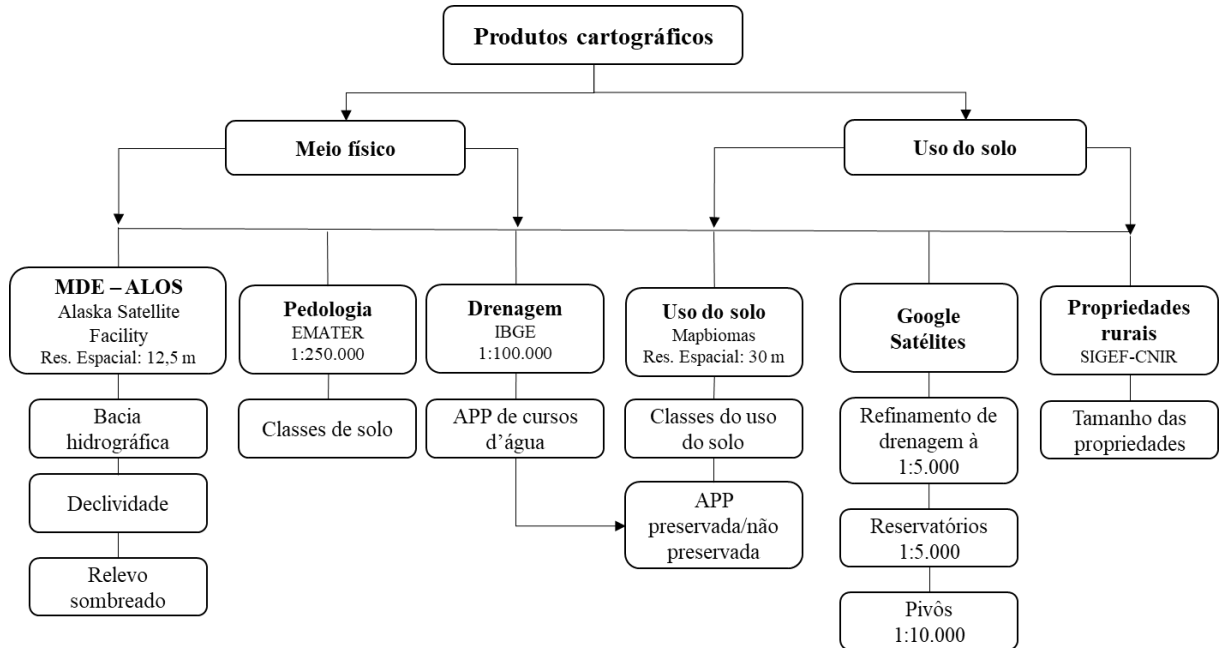 Produtos cartográficos
Meio físico
Uso do solo
MDE – ALOS
Alaska Satellite
Facility
Res. Espacial: 12,5 m
Pedologia
EMATER
1:250.000
Drenagem
IBGE
1:100.000
Uso do solo
Mapbiomas
Res. Espacial: 30 m
Google
Satélites
Propriedades
rurais
SIGEF-CNIR
Bacia
hidrográfica
Classes de solo
APP de cursos
d’água
Classes do uso
do solo
Refinamento de
drenagem à
1:5.000
Tamanho das
propriedades
Declividade
APP
preservada/não
preservada
Reservatórios
1:5.000
Relevo
sombreado
Pivôs
1:10.000